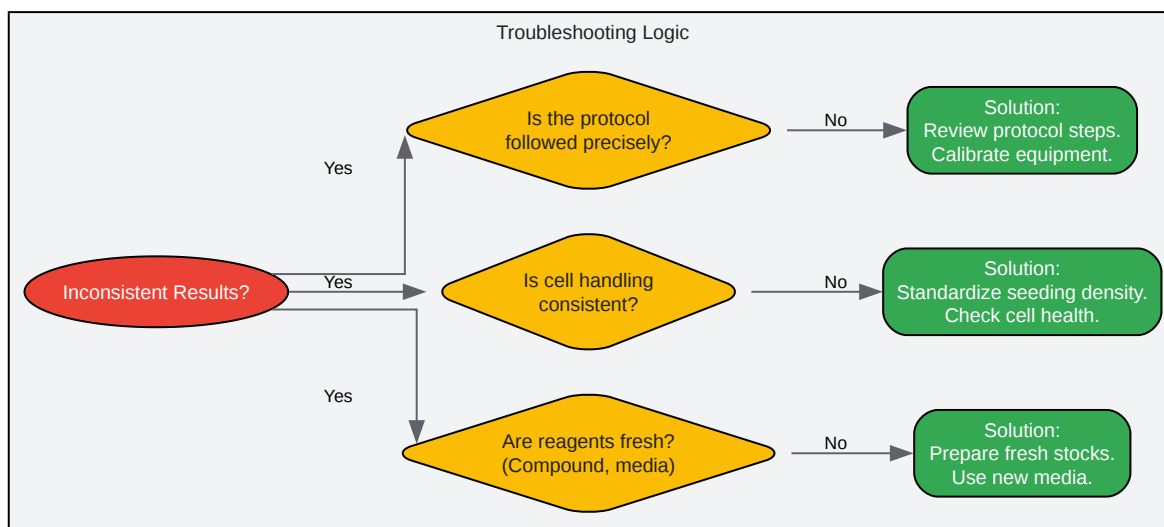 Troubleshooting Logic
Is the protocol
followed precisely?
No
Solution:
Review protocol steps.
Calibrate equipment.
Yes
Inconsistent Results?
Yes
Is cell handling
consistent?
No
Solution:
Standardize seeding density.
Check cell health.
Yes
Are reagents fresh?
(Compound, media)
No
Solution:
Prepare fresh stocks.
Use new media.